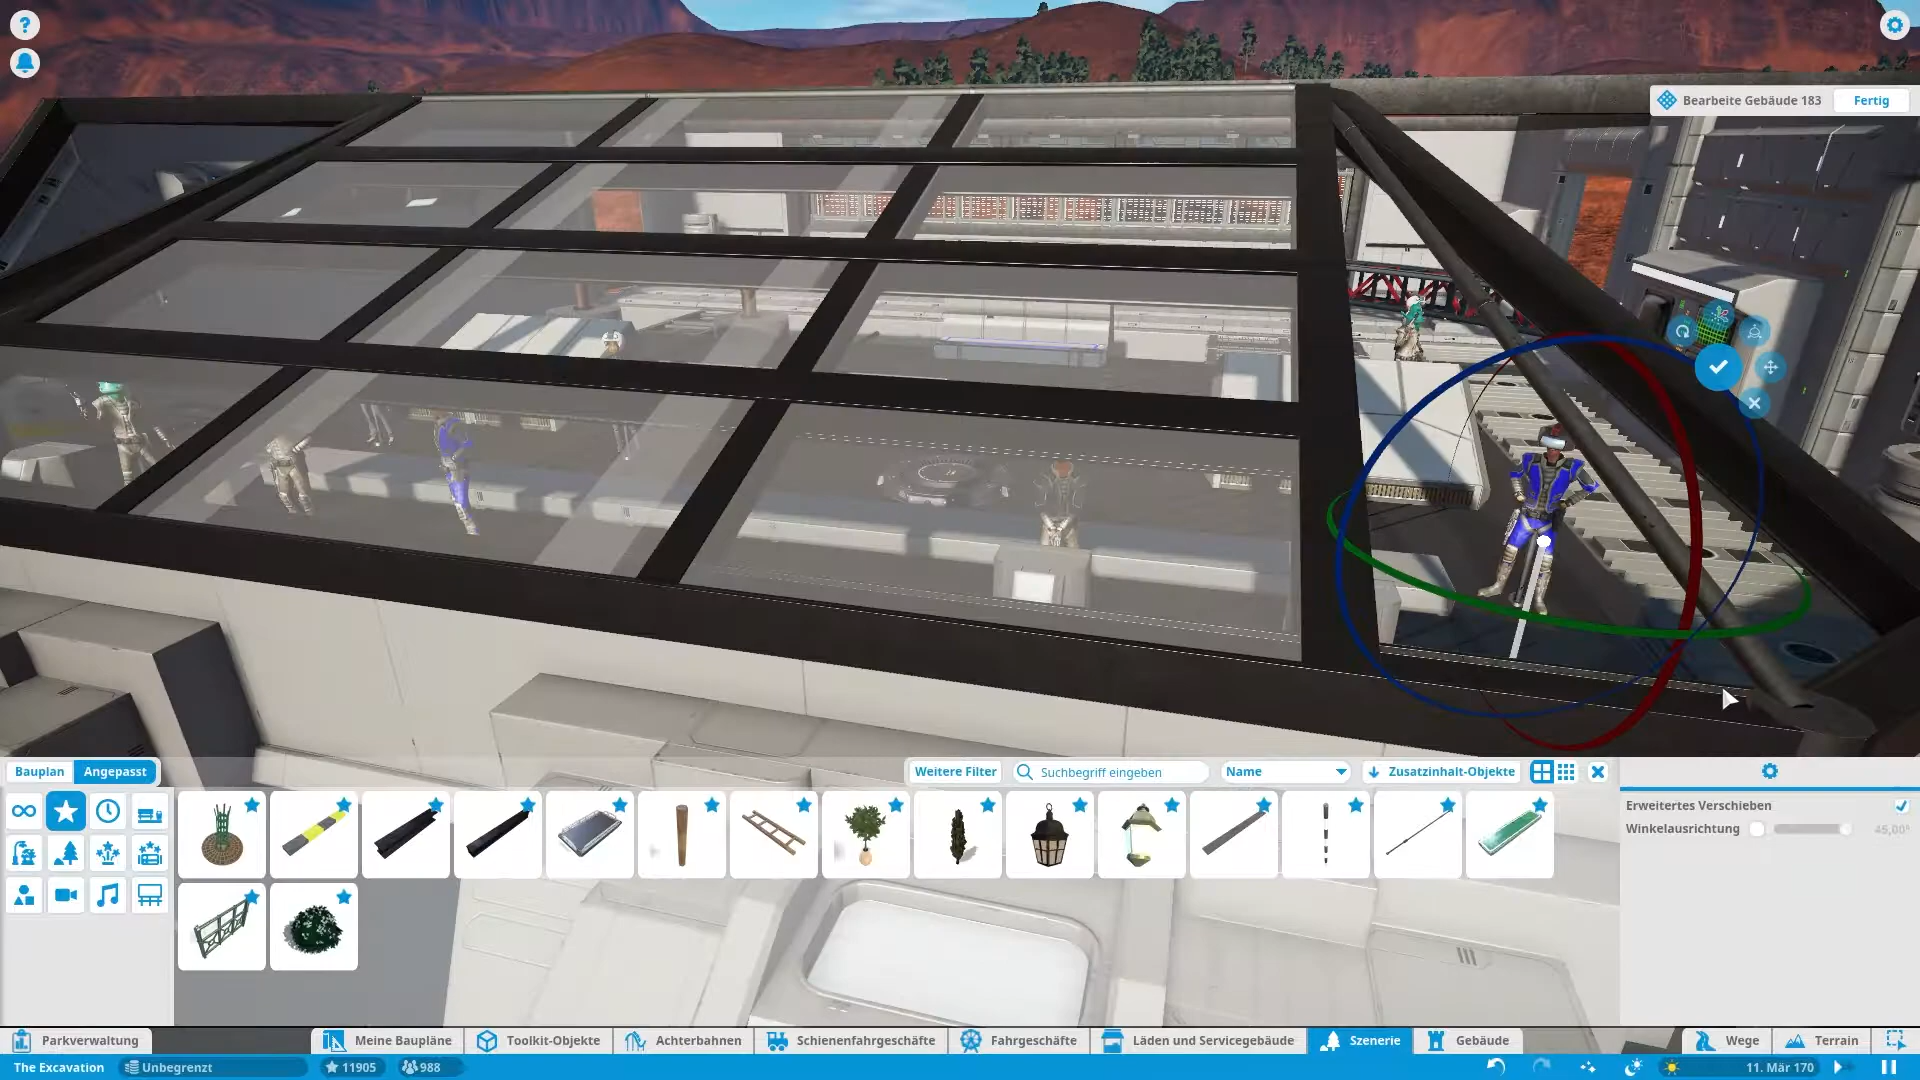 ?
Bearbeite Gebäude 183
Fertig
Bauplan
Angepasst
Weitere Filter
Suchbegriff eingeben
Name
Zusatzinhalt-Objekte
Erweitertes Verschieben
Winkelausrichtung
45,00°
Parkverwaltung
Meine Baupläne
Toolkit-Objekte
Achterbahnen
Schienenfahrgeschäfte
Fahrgeschäfte
Läden und Servicegebäude
Szenerie
Gebäude
Wege
Terrain
The Excavation
Unbegrenzt
11905
988
11. Mär 170